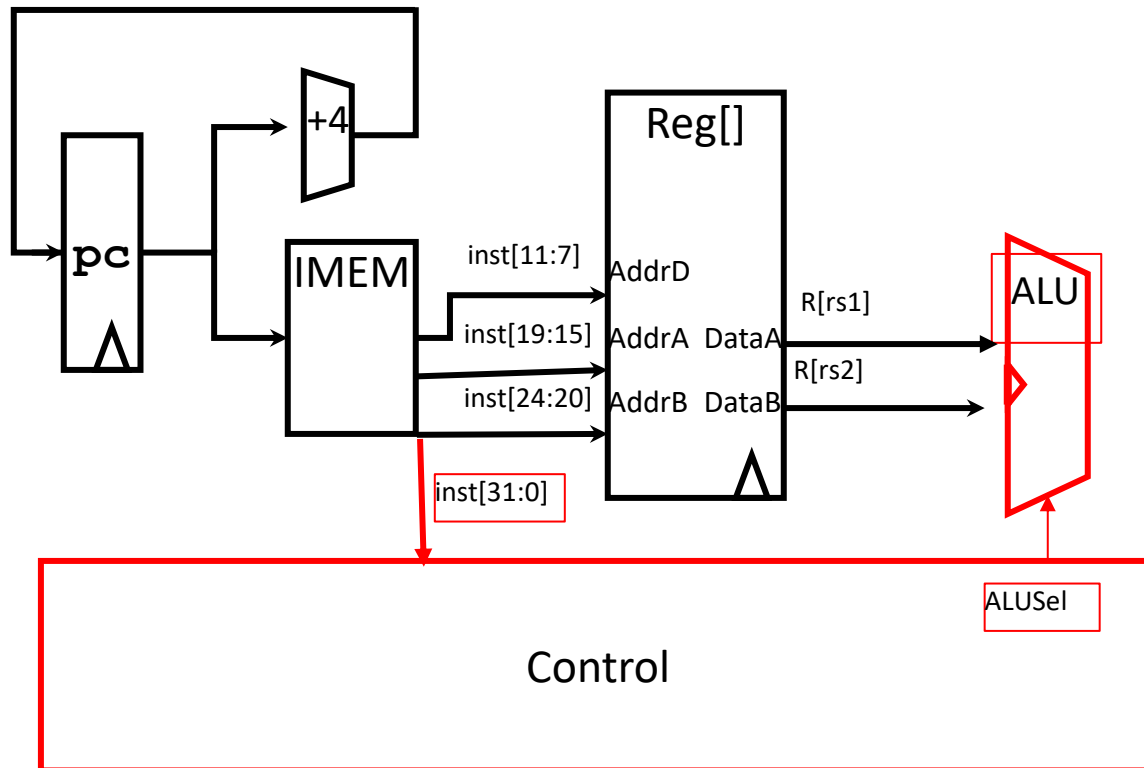 +4
Reg[]
pc
IMEM
inst[11:7]
AddrD
ALU
R[rs1]
inst[19:15]
AddrA DataA
R[rs2]
inst[24:20]
AddrB DataB
inst[31:0]
ALUSel
Control